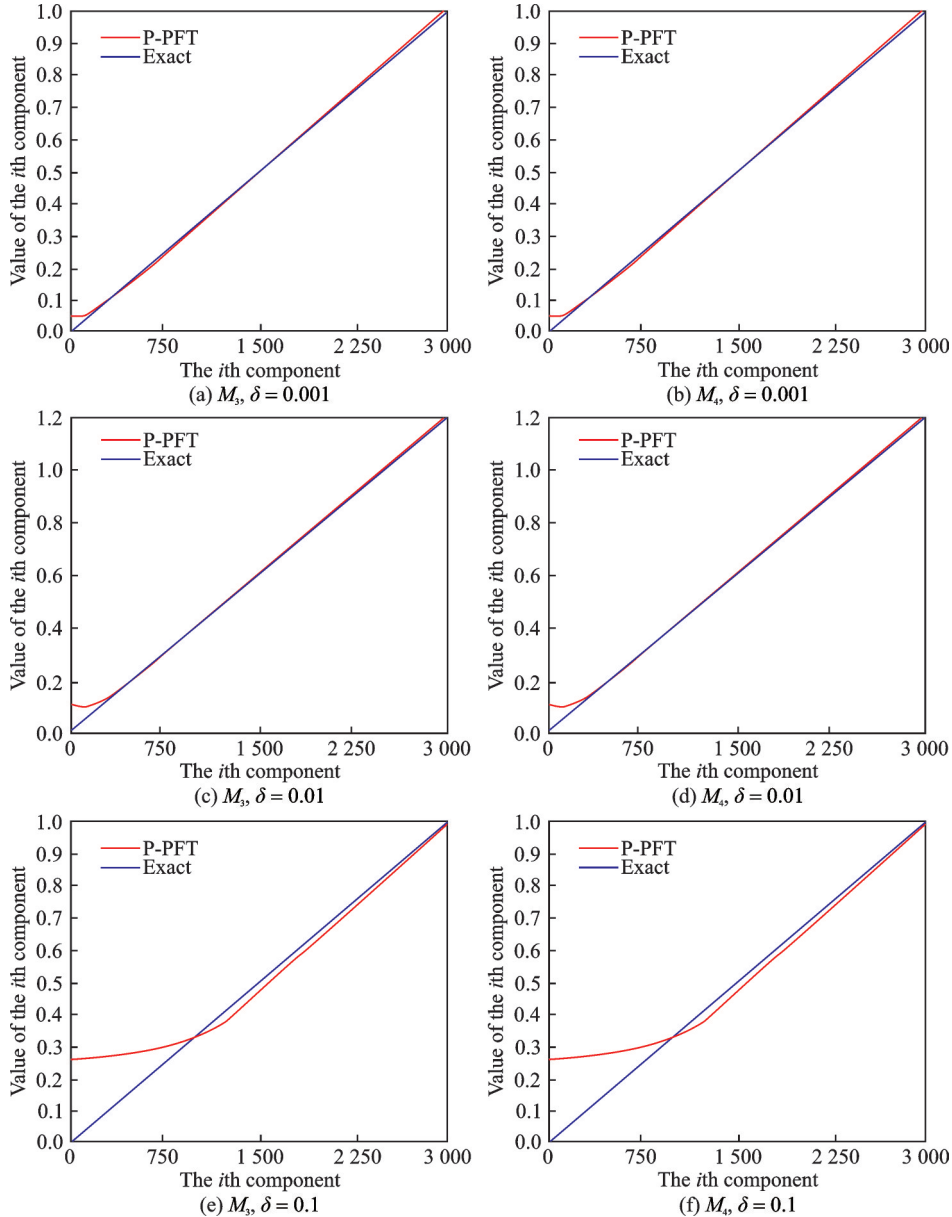 1.0
0.9
0.8
0.7
0.6
0.5
0.4
0.3
0.2
0.1
0.0
Value of the ith component
P-PFT
Exact
0 750 1 500 2 250 3 000
The ith component
(a) M3, δ = 0.001
1.0
0.9
0.8
0.7
0.6
0.5
0.4
0.3
0.2
0.1
0.0
Value of the ith component
P-PFT
Exact
0 750 1 500 2 250 3 000
The ith component
(b) M4, δ = 0.001
1.2
1.0
0.8
0.6
0.4
0.2
0.0
Value of the ith component
P-PFT
Exact
0 750 1 500 2 250 3 000
The ith component
(c) M3, δ = 0.01
1.2
1.0
0.8
0.6
0.4
0.2
0.0
Value of the ith component
P-PFT
Exact
0 750 1 500 2 250 3 000
The ith component
(d) M4, δ = 0.01
1.0
0.9
0.8
0.7
0.6
0.5
0.4
0.3
0.2
0.1
0.0
Value of the ith component
P-PFT
Exact
0 750 1 500 2 250 3 000
The ith component
(e) M3, δ = 0.1
1.0
0.9
0.8
0.7
0.6
0.5
0.4
0.3
0.2
0.1
0.0
Value of the ith component
P-PFT
Exact
0 750 1 500 2 250 3 000
The ith component
(f) M4, δ = 0.1